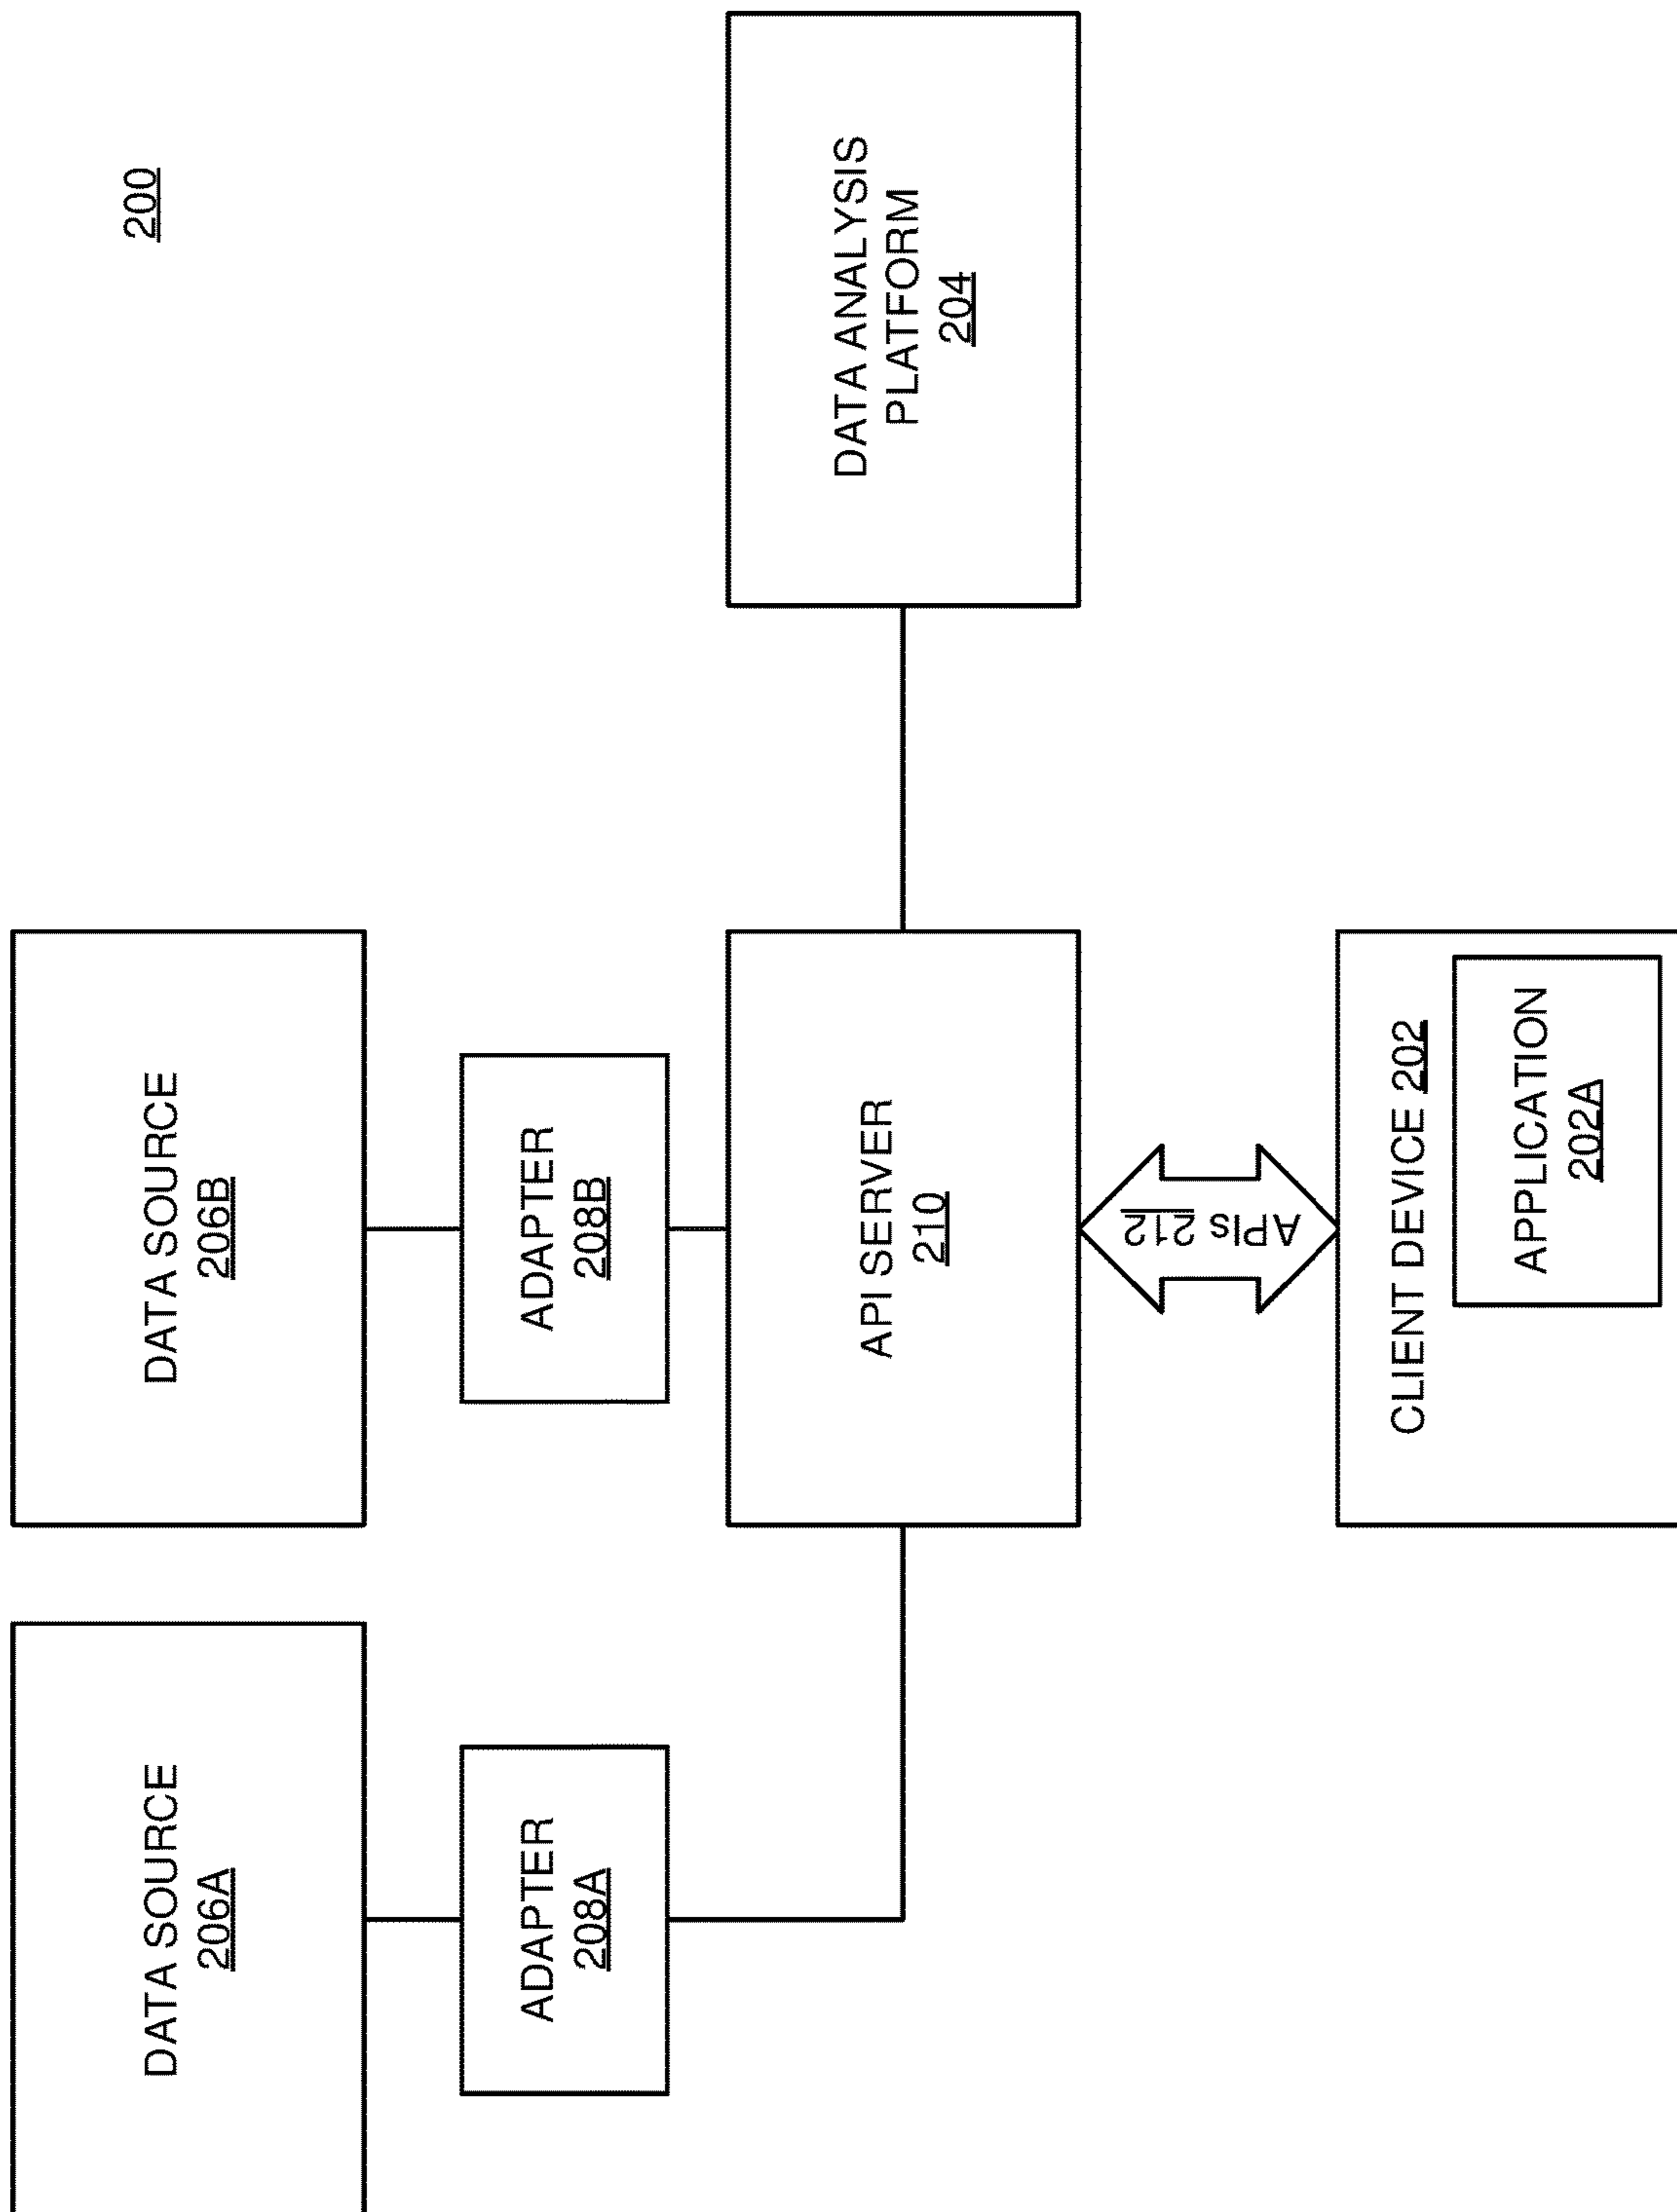 200
DATA SOURCE
206A
DATA SOURCE
206B
ADAPTER
208A
ADAPTER
208B
API SERVER
210
DATA ANALYSIS
PLATFORM
204
APIs 212
CLIENT DEVICE 202
APPLICATION
202A